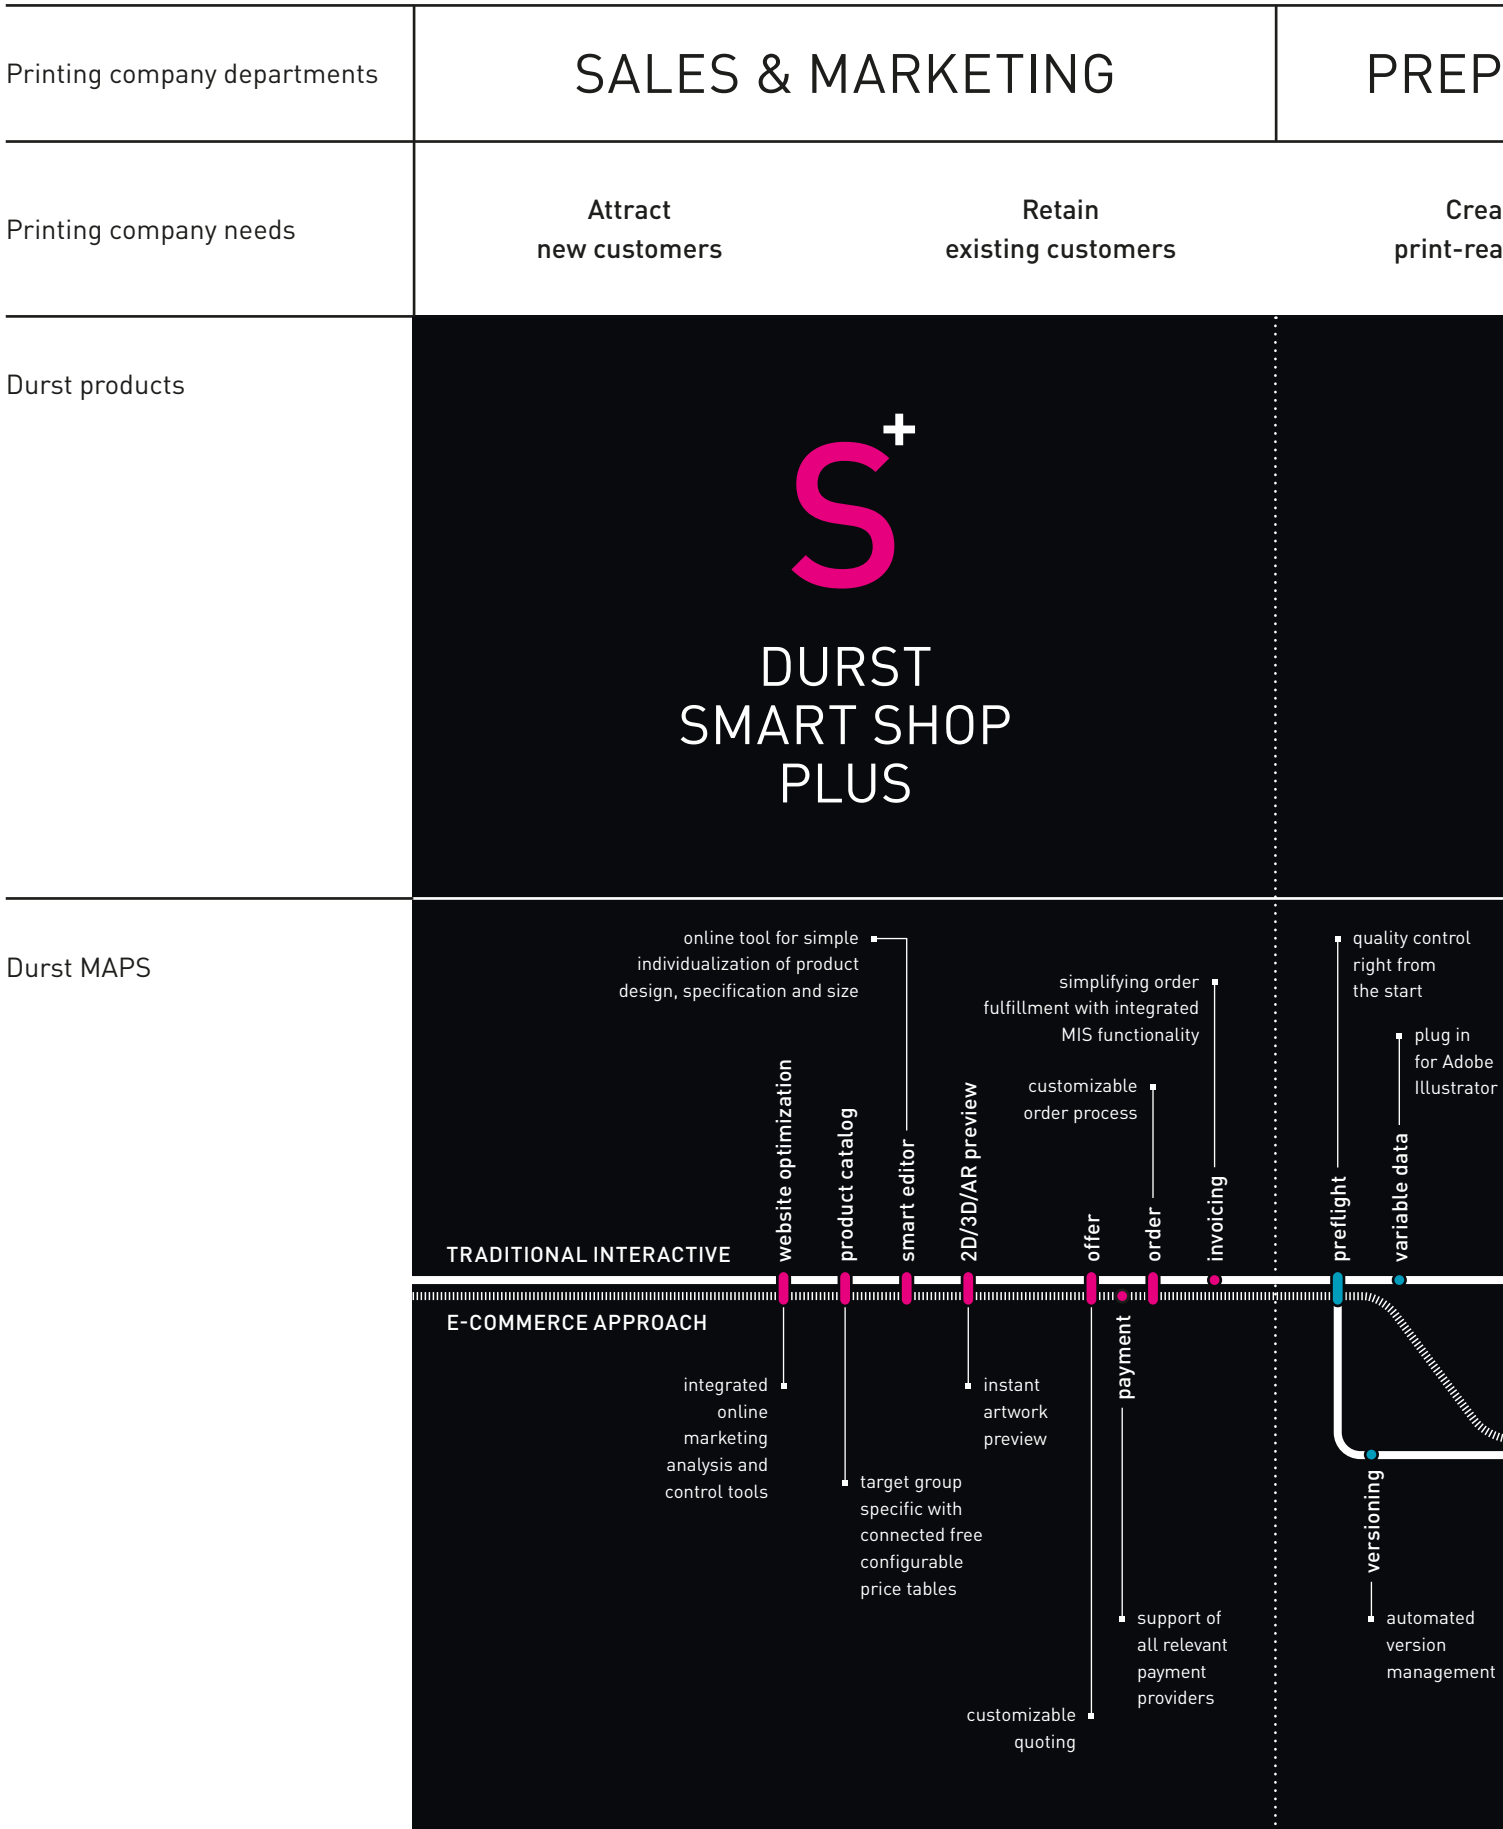 Printing company departments
SALES & MARKETING
PREP
Printing company needs
Attract
new customers
Retain
existing customers
Crea
print-rea
Durst products
S+
DURST
SMART SHOP
PLUS
Durst MAPS
online tool for simple
individualization of product
design, specification and size
simplifying order
fulfillment with integrated
MIS functionality
customizable
order process
quality control
right from
the start
plug in
for Adobe
Illustrator
website optimization
product catalog
smart editor
2D/3D/AR preview
offer
order
invoicing
preflight
variable data
TRADITIONAL INTERACTIVE
E-COMMERCE APPROACH
payment
versioning
integrated
online
marketing
analysis and
control tools
target group
specific with
connected free
configurable
price tables
instant
artwork
preview
customizable
quoting
support of
all relevant
payment
providers
automated
version
management